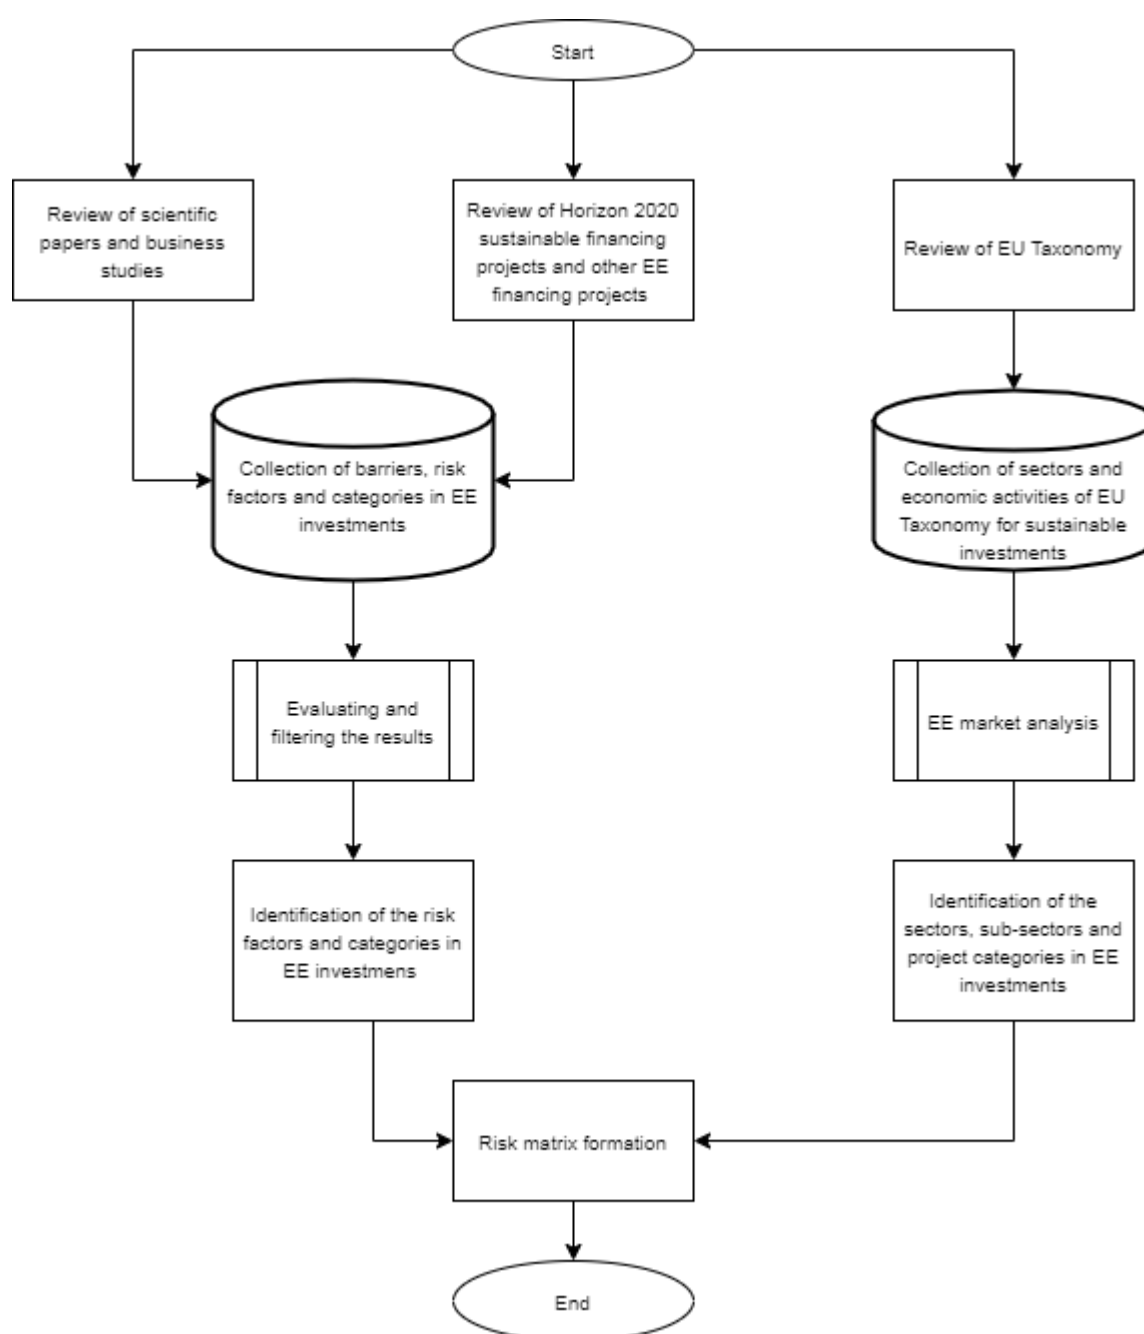 Start
Review of scientific
papers and business
studies
Review of Horizon 2020
sustainable financing
projects and other EE
financing projects
Review of EU Taxonomy
Collection of barriers, risk
factors and categories in EE
investments
Collection of sectors and
economic activities of EU
Taxonomy for sustainable
investments
Evaluating and
filtering the results
EE market analysis
Identification of the risk
factors and categories in
EE investmens
Identification of the
sectors, sub-sectors and
project categories in EE
investments
Risk matrix formation
End